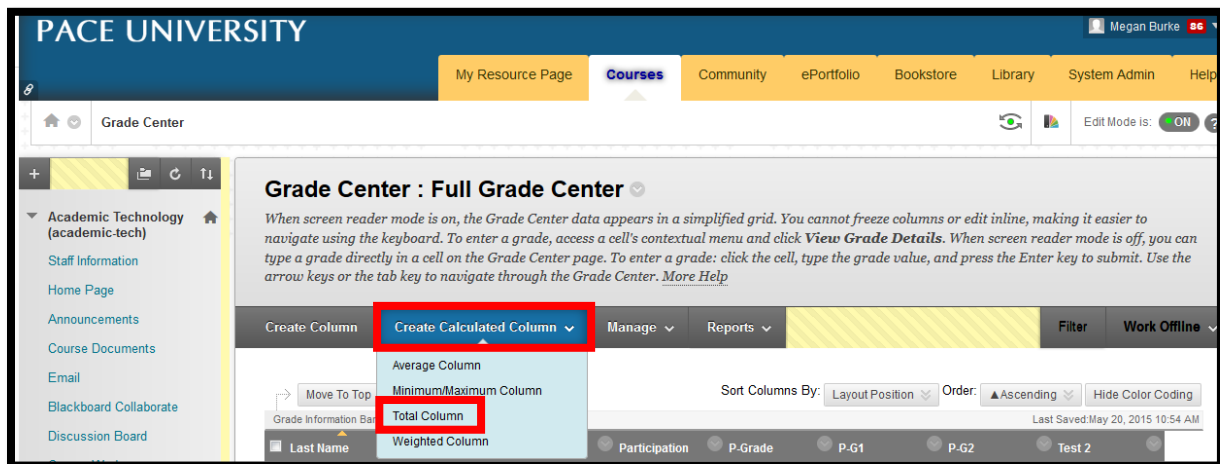 PACE UNIVERSITY
Megan Burke 86
My Resource Page Courses Community ePortfolio Bookstore Library System Admin Help
Grade Center
Edit Mode is: ON ?
Academic Technology
(academic-tech)
Staff Information
Home Page
Announcements
Course Documents
Email
Blackboard Collaborate
Discussion Board
Grade Center : Full Grade Center
When screen reader mode is on, the Grade Center data appears in a simplified grid. You cannot freeze columns or edit inline, making it easier to
navigate using the keyboard. To enter a grade, access a cell's contextual menu and click View Grade Details. When screen reader mode is off, you can
type a grade directly in a cell on the Grade Center page. To enter a grade: click the cell, type the grade value, and press the Enter key to submit. Use the
arrow keys or the tab key to navigate through the Grade Center. More Help
Create Column Create Calculated Column Manage Reports Filter Work Offline
Average Column
Minimum/Maximum Column
Total Column
Weighted Column
Move To Top
Sort Columns By: Layout Position Order: ▲Ascending Hide Color Coding
Grade Information Bar
Last Saved:May 20, 2015 10:54 AM
Last Name Participation P-Grade P-G1 P-G2 Test 2